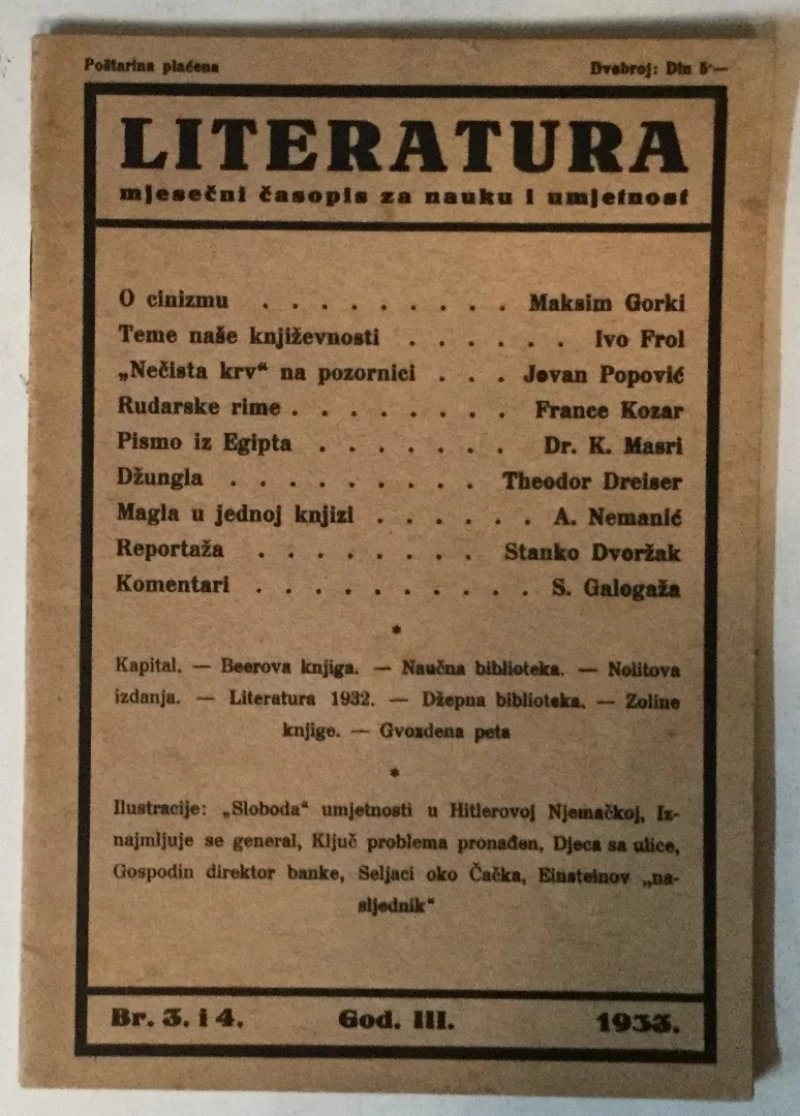 Poštarina plaćena Dvobroj: Din 5·—
LITERATURA
mjesečni časopis za nauku i umjetnost
O cinizmu . . . . . . . . . Maksim Gorki
Teme naše književnosti . . . . . . Ivo Frol
„Nečista krv“ na pozornici . . . Jovan Popović
Rudarske rime . . . . . . . . France Kozar
Pismo iz Egipta . . . . . . . Dr. K. Masri
Džungla . . . . . . . . . Theodor Dreiser
Magla u jednoj knjizi . . . . . . A. Nemanić
Reportaža . . . . . . . . Stanko Dvoržak
Komentari . . . . . . . . . . S. Galogaža
*
Kapital. — Beerova knjiga. — Naučna biblioteka. — Nolitova
izdanja. — Literatura 1932. — Džepna biblioteka. — Zoline
knjige. — Gvozdena peta
*
Ilustracije: „Sloboda“ umjetnosti u Hitlerovoj Njemačkoj, Iz-
najmljuje se general, Ključ problema pronađen, Djeca sa ulice,
Gospodin direktor banke, Seljaci oko Čačka, Einsteinov „na-
sljednik“
Br. 3. i 4. God. III. 1933.